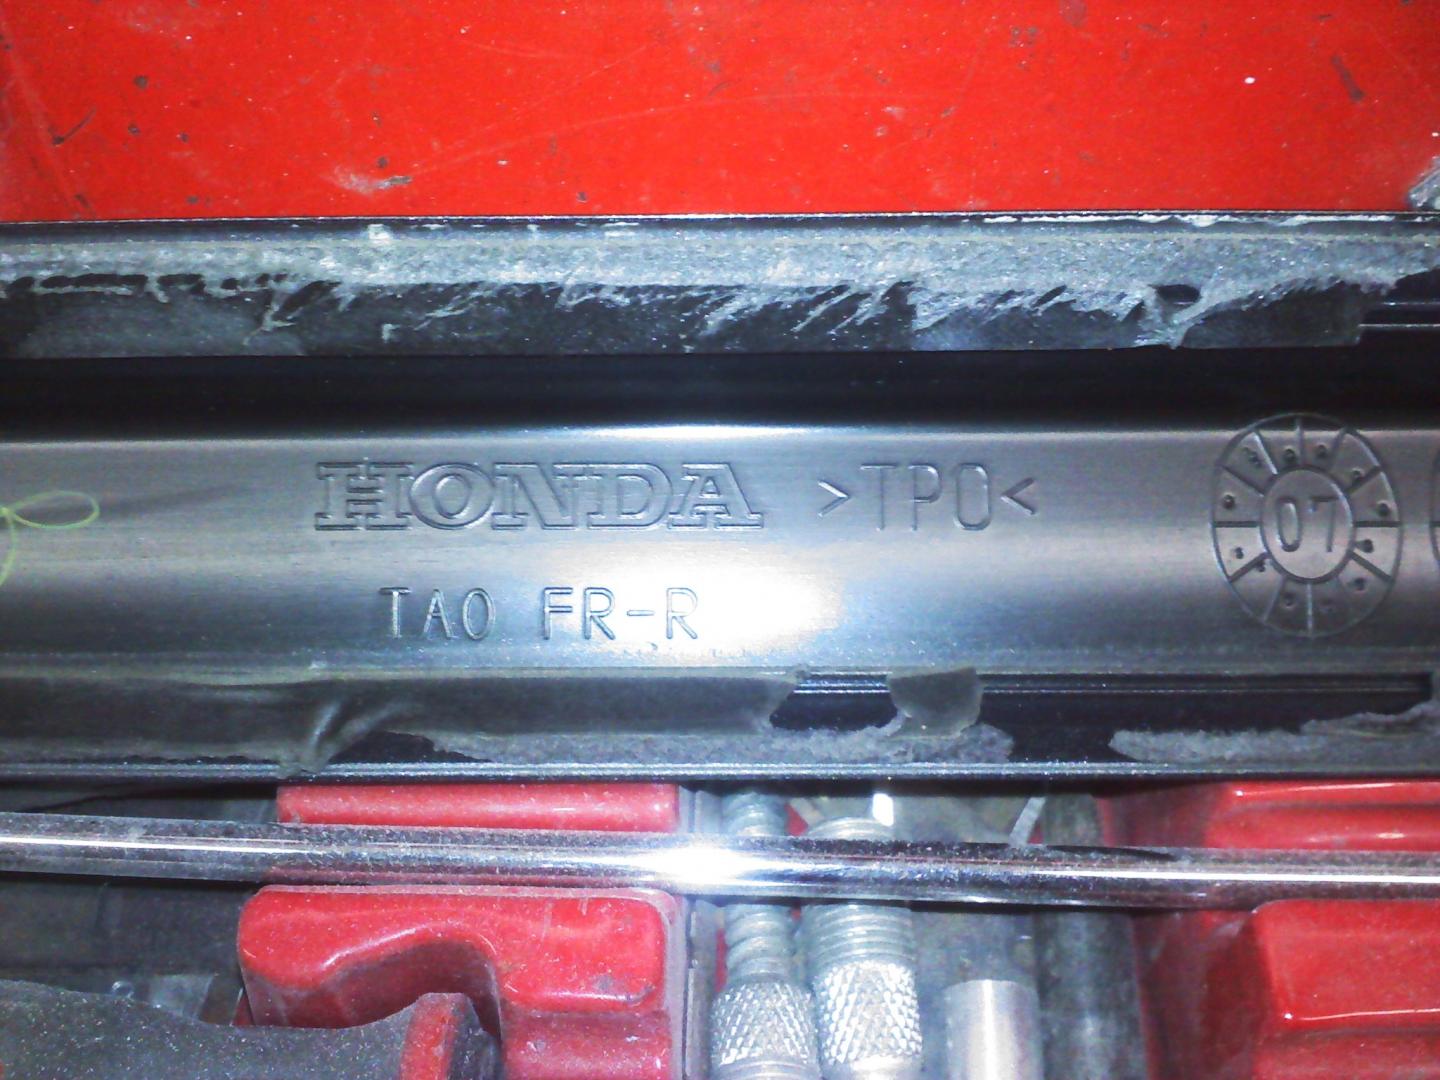 HONDA >TPO<
TA0 FR-R
07